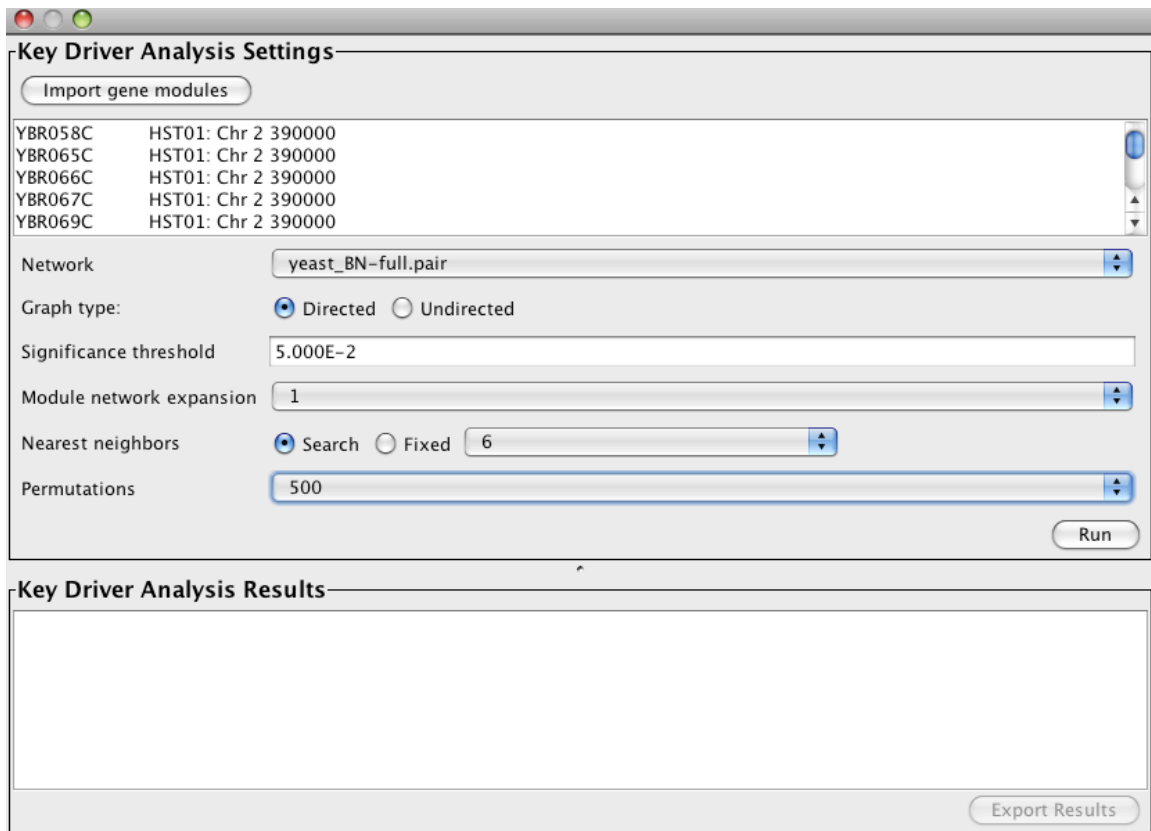 Key Driver Analysis Settings
Import gene modules
YBR058C HST01: Chr 2 390000
YBR065C HST01: Chr 2 390000
YBR066C HST01: Chr 2 390000
YBR067C HST01: Chr 2 390000
YBR069C HST01: Chr 2 390000
Network yeast_BN-full.pair
Graph type: Directed Undirected
Significance threshold 5.000E-2
Module network expansion 1
Nearest neighbors Search Fixed 6
Permutations 500
Run
Key Driver Analysis Results
Export Results